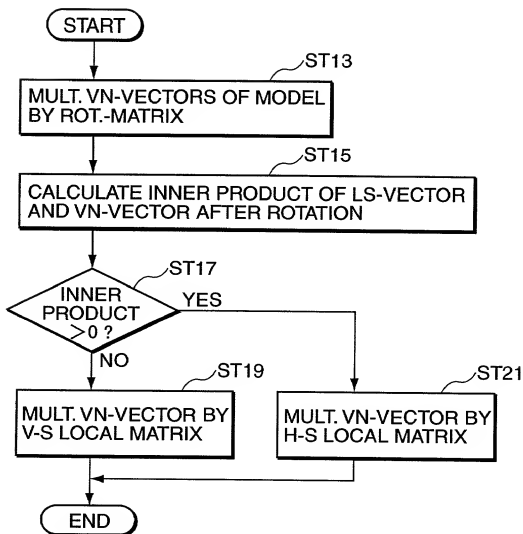 START
ST13
MULT. VN-VECTORS OF MODEL
BY ROT.-MATRIX
ST15
CALCULATE INNER PRODUCT OF LS-VECTOR
AND VN-VECTOR AFTER ROTATION
ST17
INNER
PRODUCT
>0 ?
YES
NO
ST19
MULT. VN-VECTOR BY
V-S LOCAL MATRIX
ST21
MULT. VN-VECTOR BY
H-S LOCAL MATRIX
END